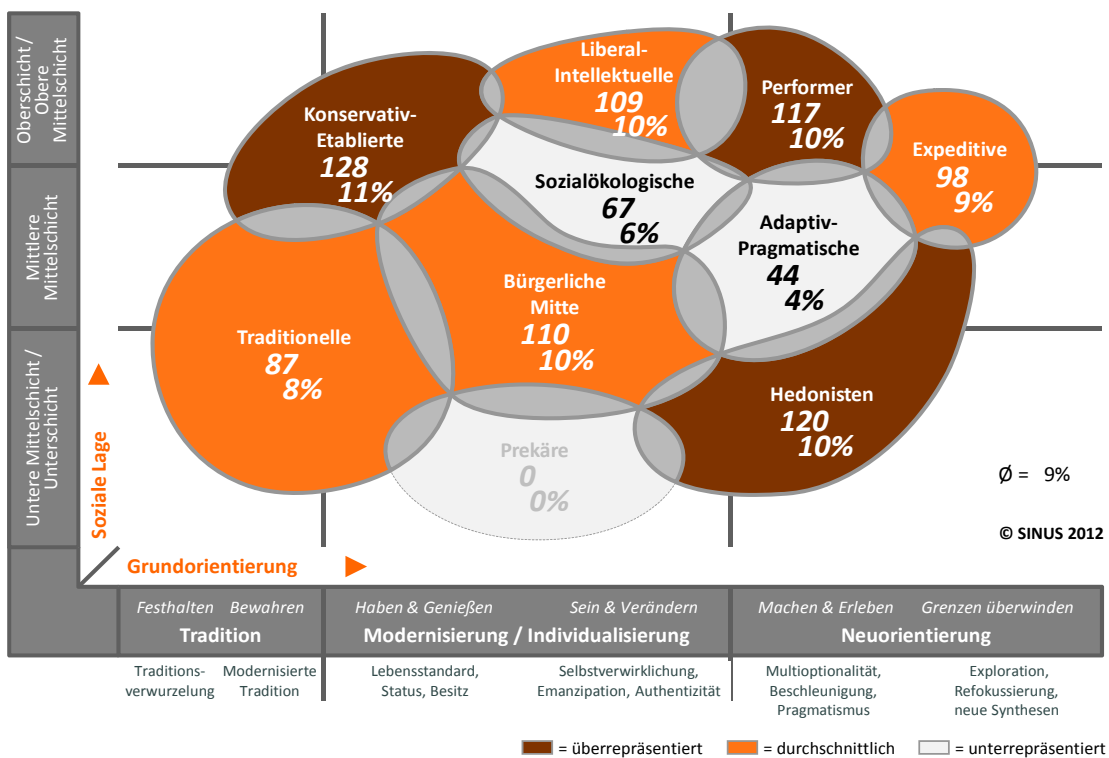 Oberschicht /
Obere
Mittelschicht
Mittlere
Mittelschicht
Untere Mittelschicht /
Unterschicht
Soziale Lage
Konservativ-
Etablierte
128
11%
Liberal-
Intellektuelle
109
10%
Performer
117
10%
Expeditive
98
9%
Sozialökologische
67
6%
Adaptiv-
Pragmatische
44
4%
Traditionelle
87
8%
Bürgerliche
Mitte
110
10%
Hedonisten
120
10%
Prekäre
0
0%
Ø = 9%
© SINUS 2012
Grundorientierung
Festhalten Bewahren
Tradition
Haben & Genießen Sein & Verändern
Modernisierung / Individualisierung
Machen & Erleben Grenzen überwinden
Neuorientierung
Traditions-
verwurzelung
Modernisierte
Tradition
Lebensstandard,
Status, Besitz
Selbstverwirklichung,
Emanzipation, Authentizität
Multioptionalität,
Beschleunigung,
Pragmatismus
Exploration,
Refokussierung,
neue Synthesen
= überrepräsentiert = durchschnittlich = unterrepräsentiert